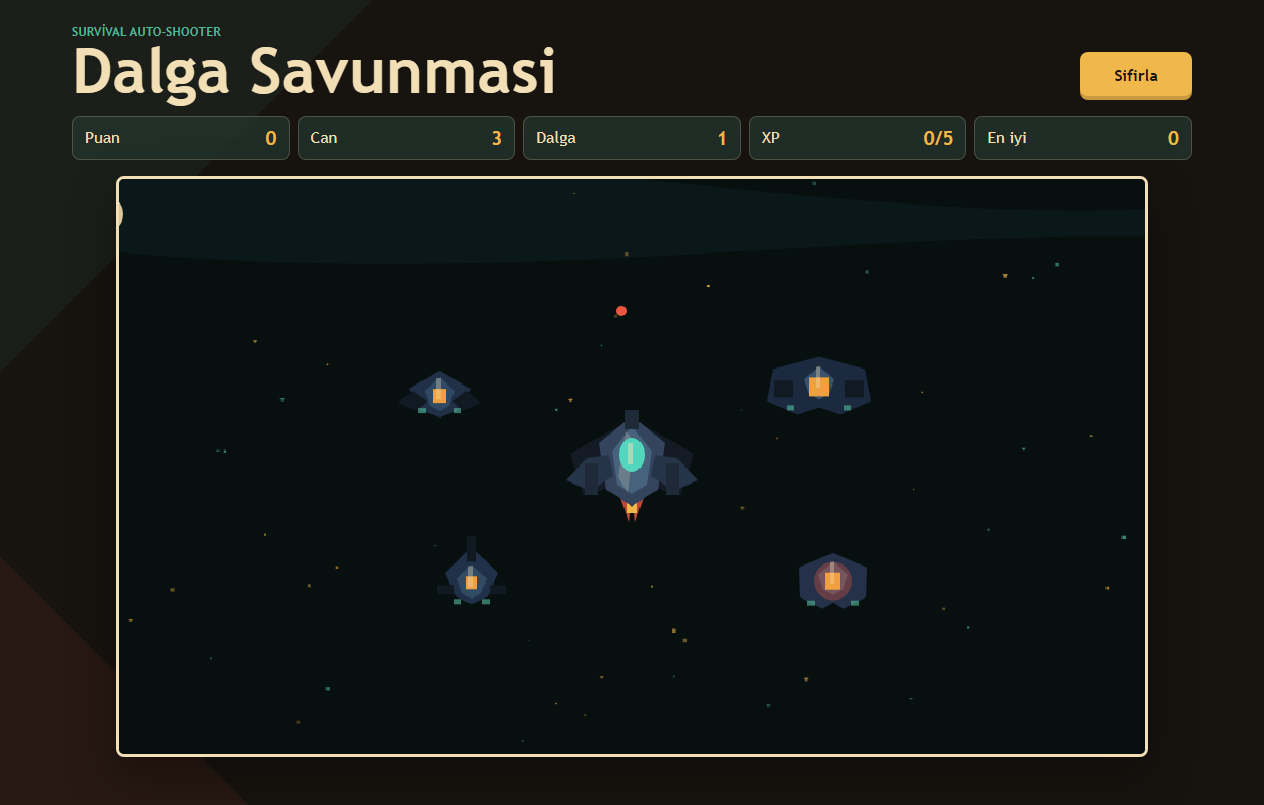 SURVİVAL AUTO-SHOOTER
Dalga Savunmasi
Sifirla
Puan 0
Can 3
Dalga 1
XP 0/5
En iyi 0